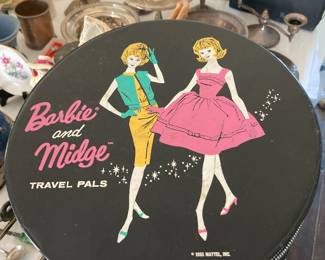 Barbie
and
Midge
TRAVEL PALS
© 1963 MATTEL, INC.